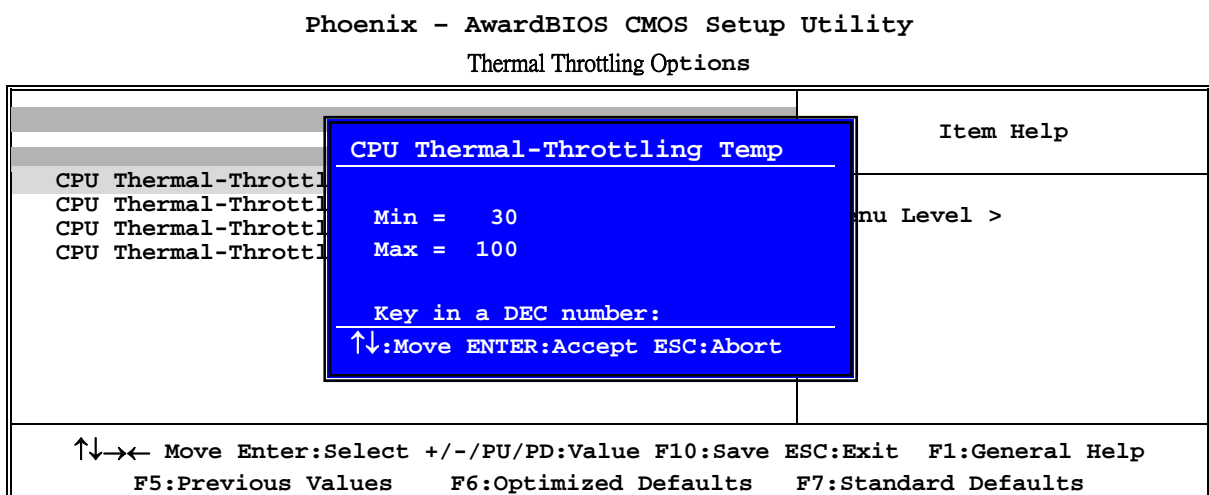 Phoenix – AwardBIOS CMOS Setup Utility
Thermal Throttling Options
Item Help
CPU Thermal-Throttling Temp
CPU Thermal-Throttl
CPU Thermal-Throttl
CPU Thermal-Throttl
CPU Thermal-Throttl
Min = 30
Max = 100
Key in a DEC number:
↑↓:Move ENTER:Accept ESC:Abort
nu Level >
↑↓→← Move Enter:Select +/-/PU/PD:Value F10:Save ESC:Exit F1:General Help
F5:Previous Values F6:Optimized Defaults F7:Standard Defaults